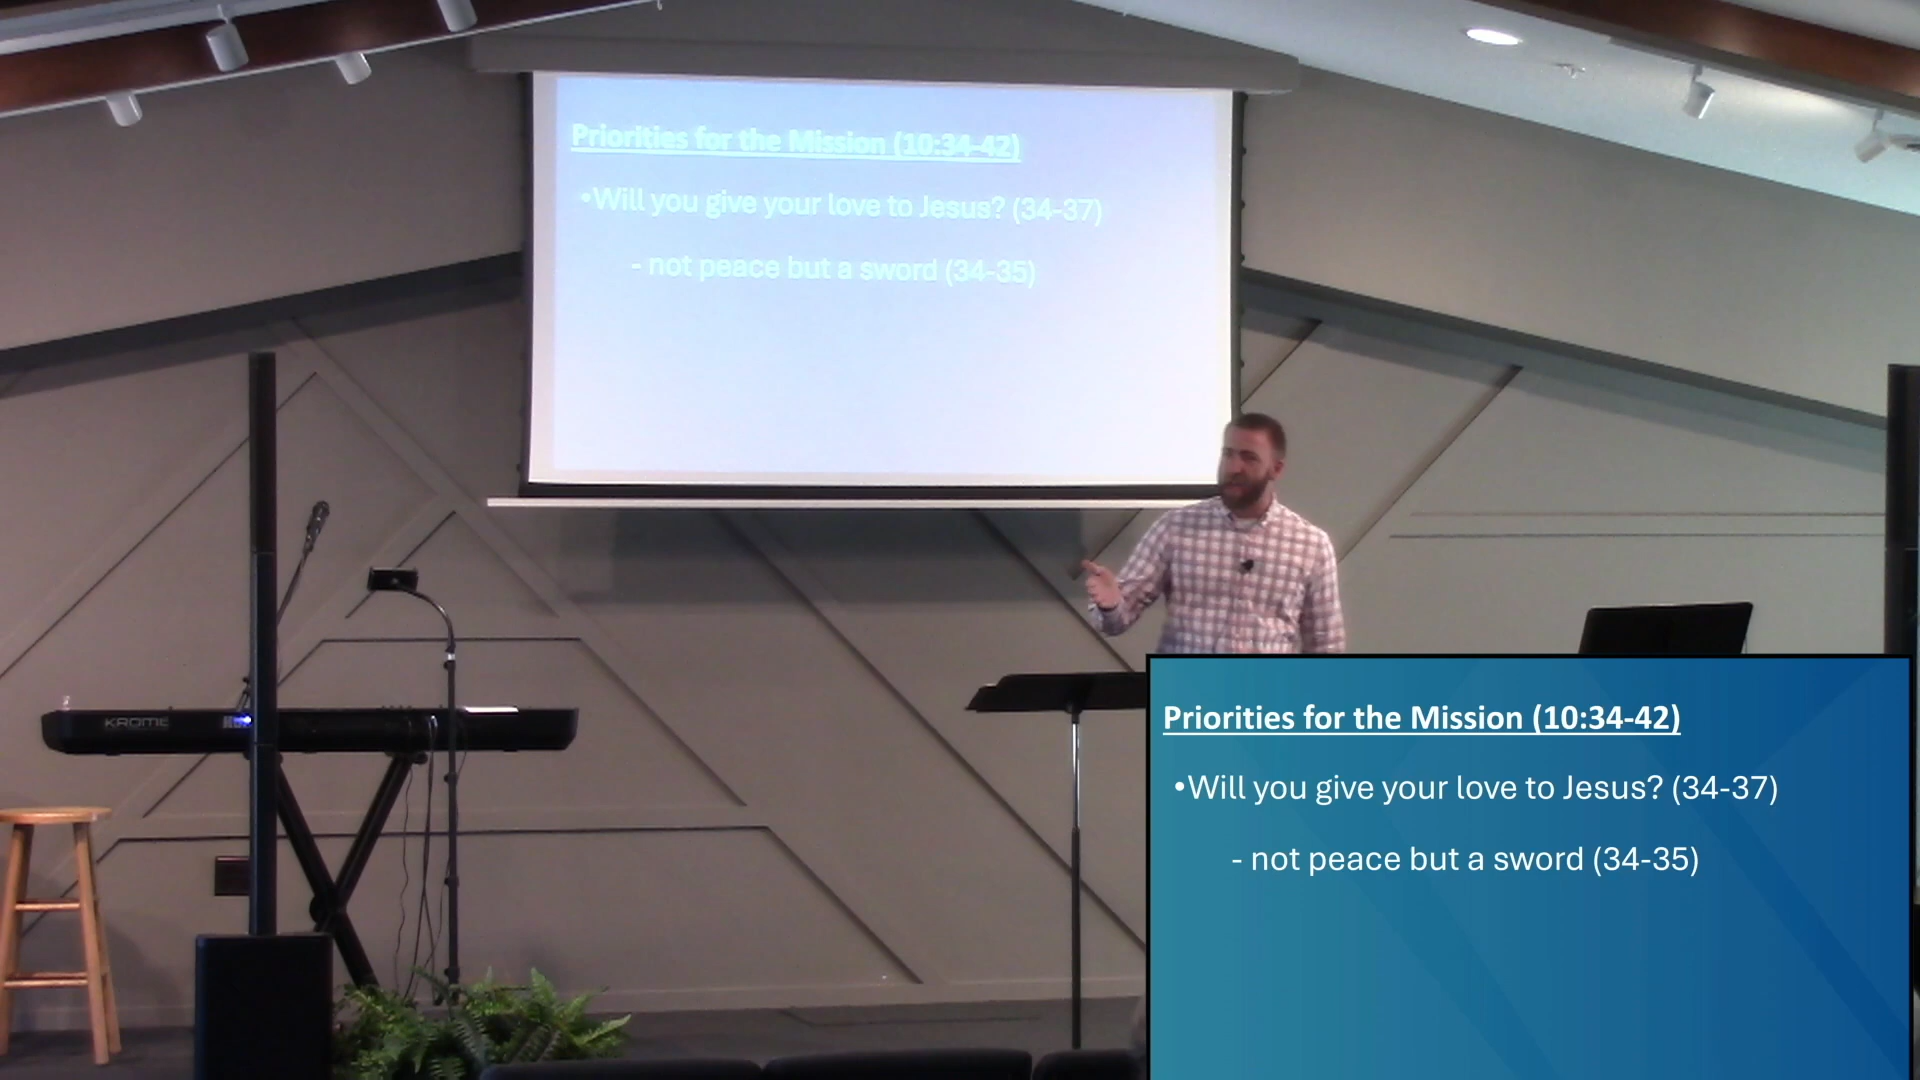 Priorities for the Mission (10:34-42)
•Will you give your love to Jesus? (34-37)
- not peace but a sword (34-35)
KROME
Priorities for the Mission (10:34-42)
•Will you give your love to Jesus? (34-37)
- not peace but a sword (34-35)